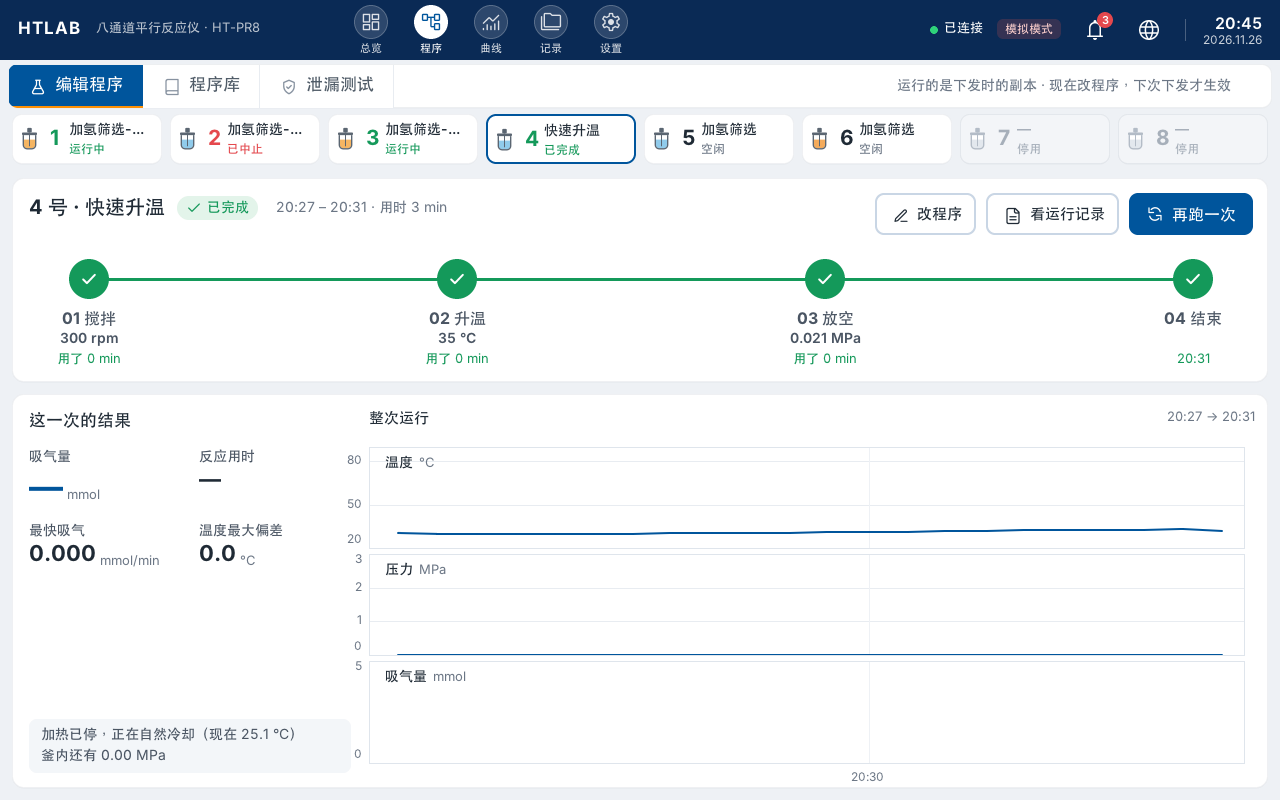 HTLAB 八通道平行反应仪 · HT-PR8
总览 程序 曲线 记录 设置
已连接 模拟模式 3
20:45
2026.11.26
编辑程序 程序库 泄漏测试
运行的是下发时的副本 · 现在改程序，下次下发才生效
1 加氢筛选-...
运行中
2 加氢筛选-...
已中止
3 加氢筛选-...
运行中
4 快速升温
已完成
5 加氢筛选
空闲
6 加氢筛选
空闲
7 —
停用
8 —
停用
4 号 · 快速升温 已完成 20:27 – 20:31 · 用时 3 min
改程序 看运行记录 再跑一次
01 搅拌
300 rpm
用了 0 min
02 升温
35 °C
用了 0 min
03 放空
0.021 MPa
用了 0 min
04 结束
20:31
这一次的结果
吸气量
— mmol
反应用时
—
最快吸气
0.000 mmol/min
温度最大偏差
0.0 °C
加热已停，正在自然冷却（现在 25.1 °C）
釜内还有 0.00 MPa
整次运行 20:27 → 20:31
温度 °C
80
50
20
压力 MPa
3
2
1
0
吸气量 mmol
5
0
20:30